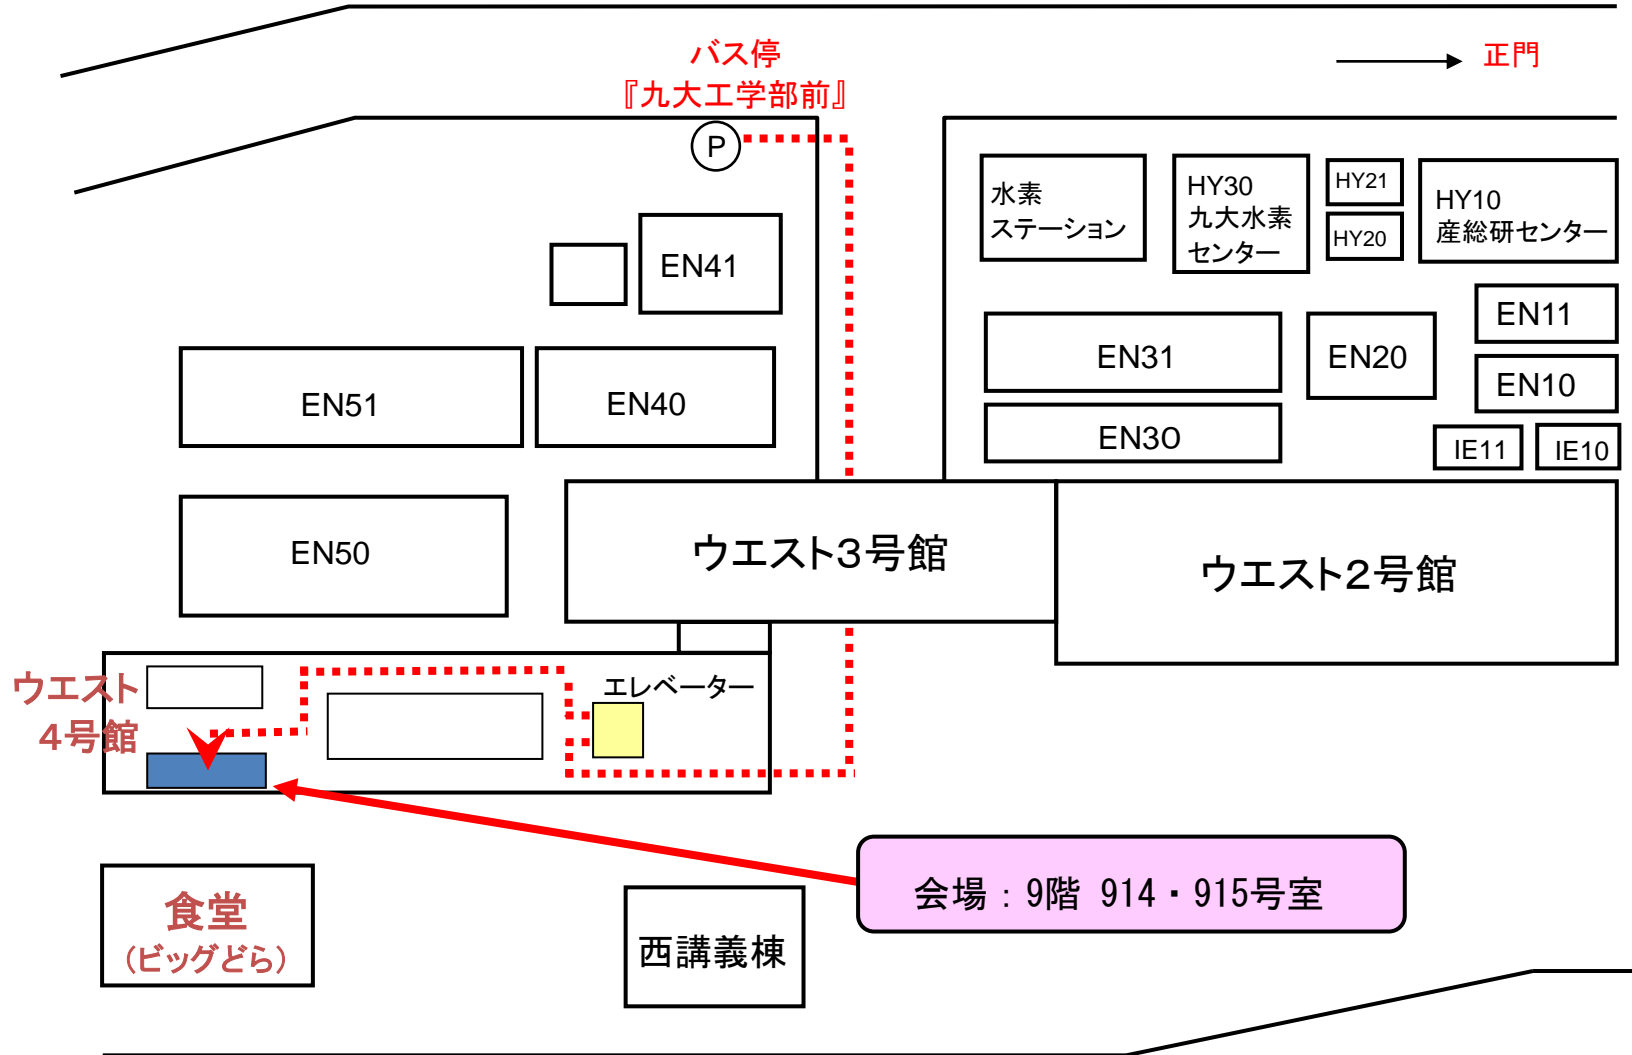 バス停
『九大工学部前』
正門
P
水素
ステーション
HY30
九大水素
センター
HY21
HY20
HY10
産総研センター
EN41
EN11
EN31
EN20
EN10
EN51
EN40
EN30
IE11
IE10
EN50
ウエスト3号館
ウエスト2号館
ウエスト
4号館
エレベーター
会場：9階 914・915号室
食堂
(ビッグどら)
西講義棟